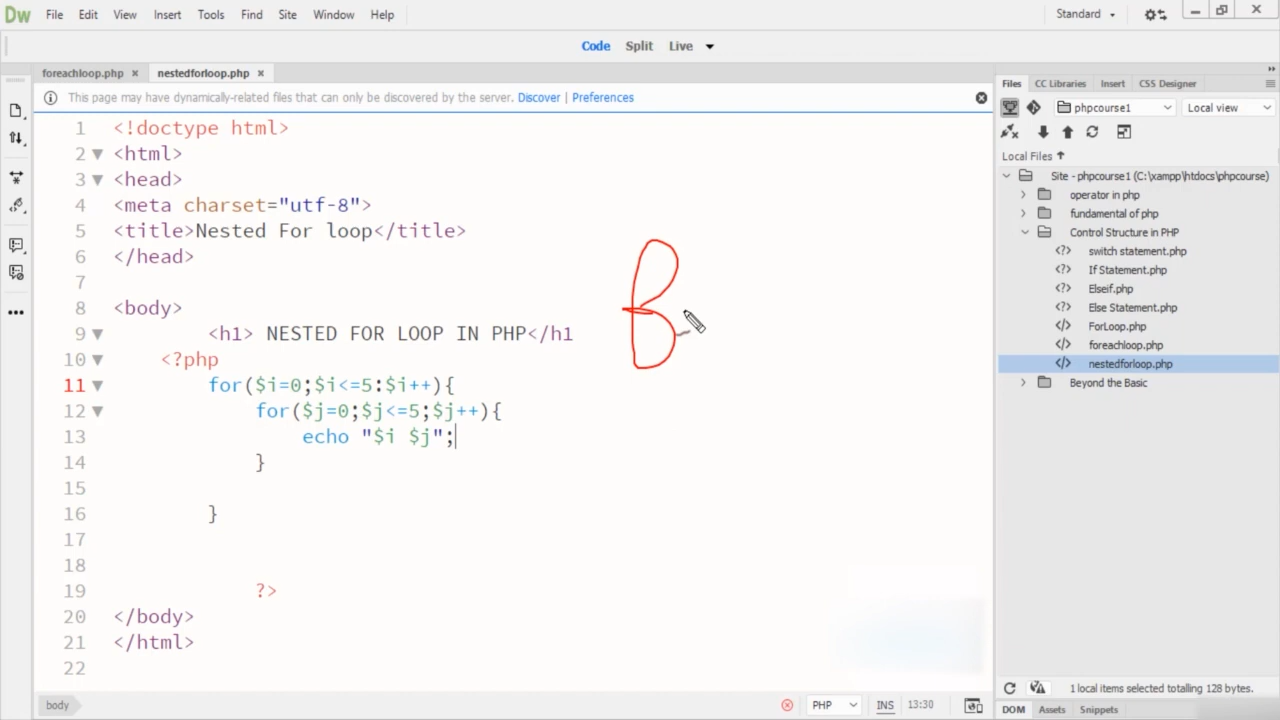 Dw File Edit View Insert Tools Find Site Window Help Standard
Code Split Live
foreachloop.php × nestedforloop.php ×
This page may have dynamically-related files that can only be discovered by the server. Discover | Preferences
1 <!doctype html>
2 <html>
3 <head>
4 <meta charset="utf-8">
5 <title>Nested For loop</title>
6 </head>
7
8 <body>
9 <h1> NESTED FOR LOOP IN PHP</h1
10 <?php
11 for($i=0;$i<=5:$i++){
12 for($j=0;$j<=5;$j++){
13 echo "$i $j";
14 }
15
16 }
17
18
19 ?>
20 </body>
21 </html>
22
B
body PHP INS 13:30
Files CC Libraries Insert CSS Designer
phpcourse1 Local view
Local Files
Site - phpcourse1 (C:\xampp\htdocs\phpcourse)
operator in php
fundamental of php
Control Structure in PHP
switch statement.php
If Statement.php
Elseif.php
Else Statement.php
ForLoop.php
foreachloop.php
nestedforloop.php
Beyond the Basic
1 local items selected totalling 128 bytes.
DOM Assets Snippets